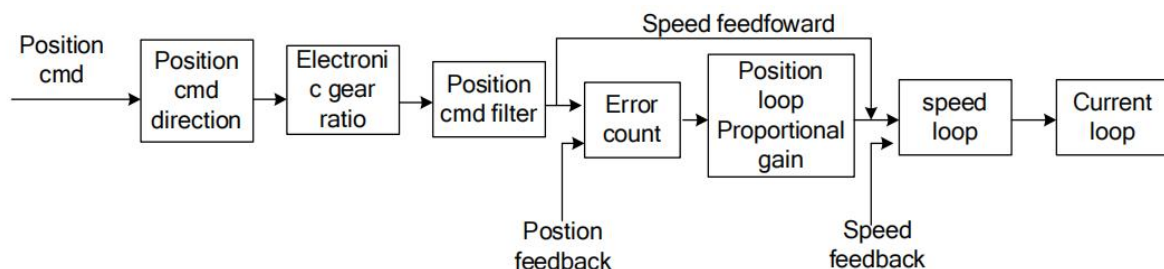 Position
cmd
Position
cmd
direction
Electroni
c gear
ratio
Position
cmd filter
Speed feedfoward
Error
count
Position
loop
Proportional
gain
speed
loop
Current
loop
Postion
feedback
Speed
feedback